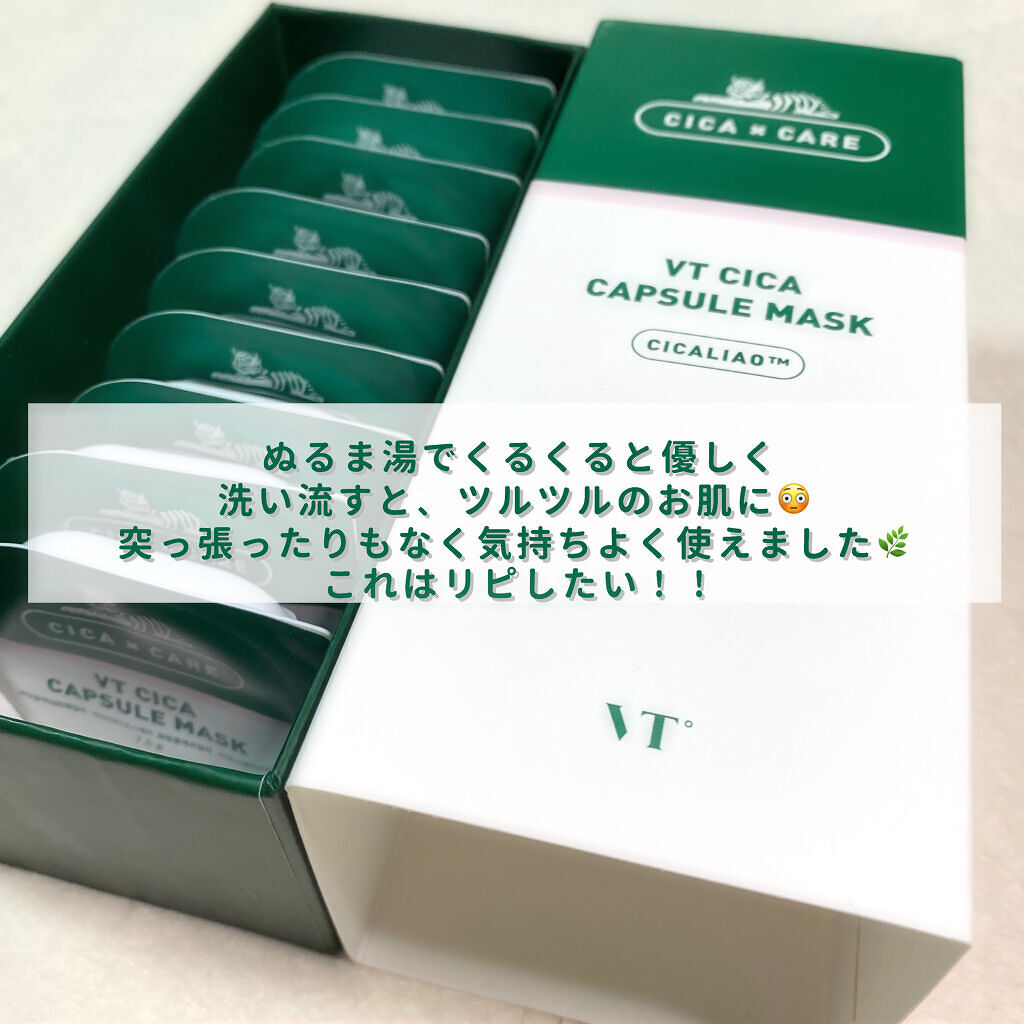 CICA × CARE
VT CICA
CAPSULE MASK
CICALIAO™
ぬるま湯でくるくると優しく
洗い流すと、ツルツルのお肌に😳
突っ張ったりもなく気持ちよく使えました🌿
これはリピしたい！！
CICA × CARE
VT CICA
CAPSULE MASK
7.5g
VT°